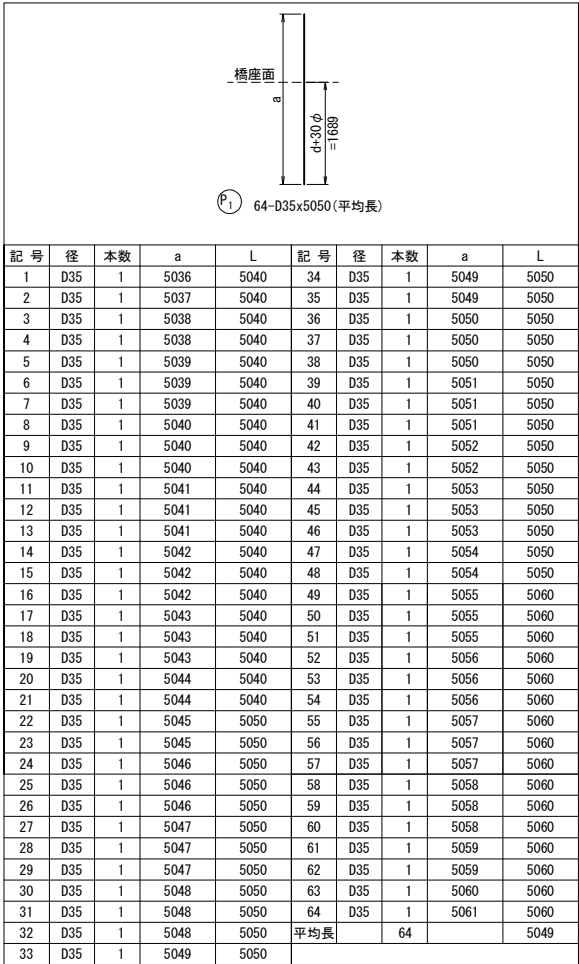 橋座面
a
d+30φ
=1689
P1 64-D35x5050(平均長)
記号 径 本数 a L 記号 径 本数 a L
1 D35 1 5036 5040 34 D35 1 5049 5050
2 D35 1 5037 5040 35 D35 1 5049 5050
3 D35 1 5038 5040 36 D35 1 5050 5050
4 D35 1 5038 5040 37 D35 1 5050 5050
5 D35 1 5039 5040 38 D35 1 5050 5050
6 D35 1 5039 5040 39 D35 1 5051 5050
7 D35 1 5039 5040 40 D35 1 5051 5050
8 D35 1 5040 5040 41 D35 1 5051 5050
9 D35 1 5040 5040 42 D35 1 5052 5050
10 D35 1 5040 5040 43 D35 1 5052 5050
11 D35 1 5041 5040 44 D35 1 5053 5050
12 D35 1 5041 5040 45 D35 1 5053 5050
13 D35 1 5041 5040 46 D35 1 5053 5050
14 D35 1 5042 5040 47 D35 1 5054 5050
15 D35 1 5042 5040 48 D35 1 5054 5050
16 D35 1 5042 5040 49 D35 1 5055 5060
17 D35 1 5043 5040 50 D35 1 5055 5060
18 D35 1 5043 5040 51 D35 1 5055 5060
19 D35 1 5043 5040 52 D35 1 5056 5060
20 D35 1 5044 5040 53 D35 1 5056 5060
21 D35 1 5044 5040 54 D35 1 5056 5060
22 D35 1 5045 5050 55 D35 1 5057 5060
23 D35 1 5045 5050 56 D35 1 5057 5060
24 D35 1 5046 5050 57 D35 1 5057 5060
25 D35 1 5046 5050 58 D35 1 5058 5060
26 D35 1 5046 5050 59 D35 1 5058 5060
27 D35 1 5047 5050 60 D35 1 5058 5060
28 D35 1 5047 5050 61 D35 1 5059 5060
29 D35 1 5047 5050 62 D35 1 5059 5060
30 D35 1 5048 5050 63 D35 1 5060 5060
31 D35 1 5048 5050 64 D35 1 5061 5060
32 D35 1 5048 5050 平均長 64 5049
33 D35 1 5049 5050